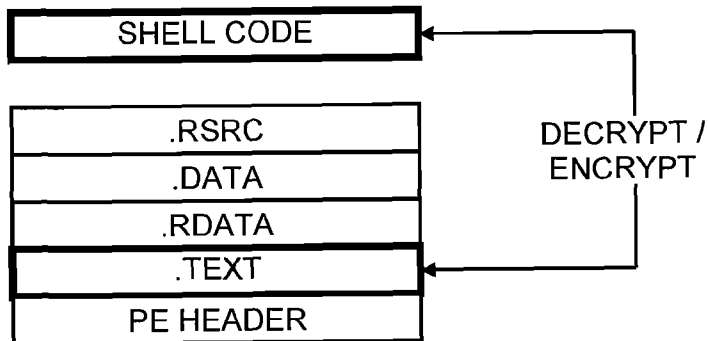 SHELL CODE
.RSRC
.DATA
.RDATA
.TEXT
PE HEADER
DECRYPT /
ENCRYPT